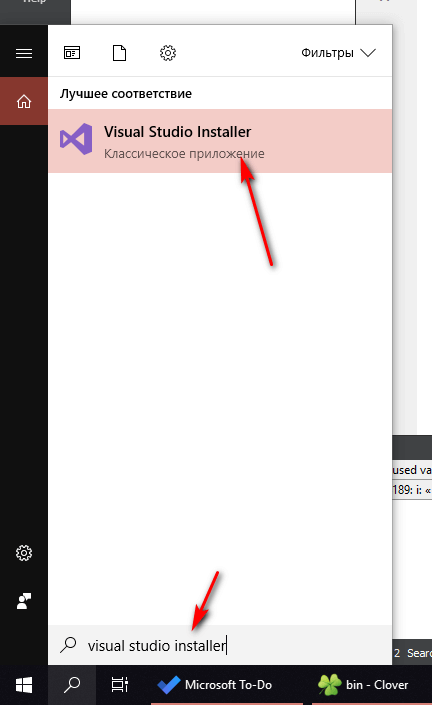 Help
Фильтры
Лучшее соответствие
Visual Studio Installer
Классическое приложение
used va
189: i: «
visual studio installer
2 Searc
Microsoft To-Do
bin - Clover